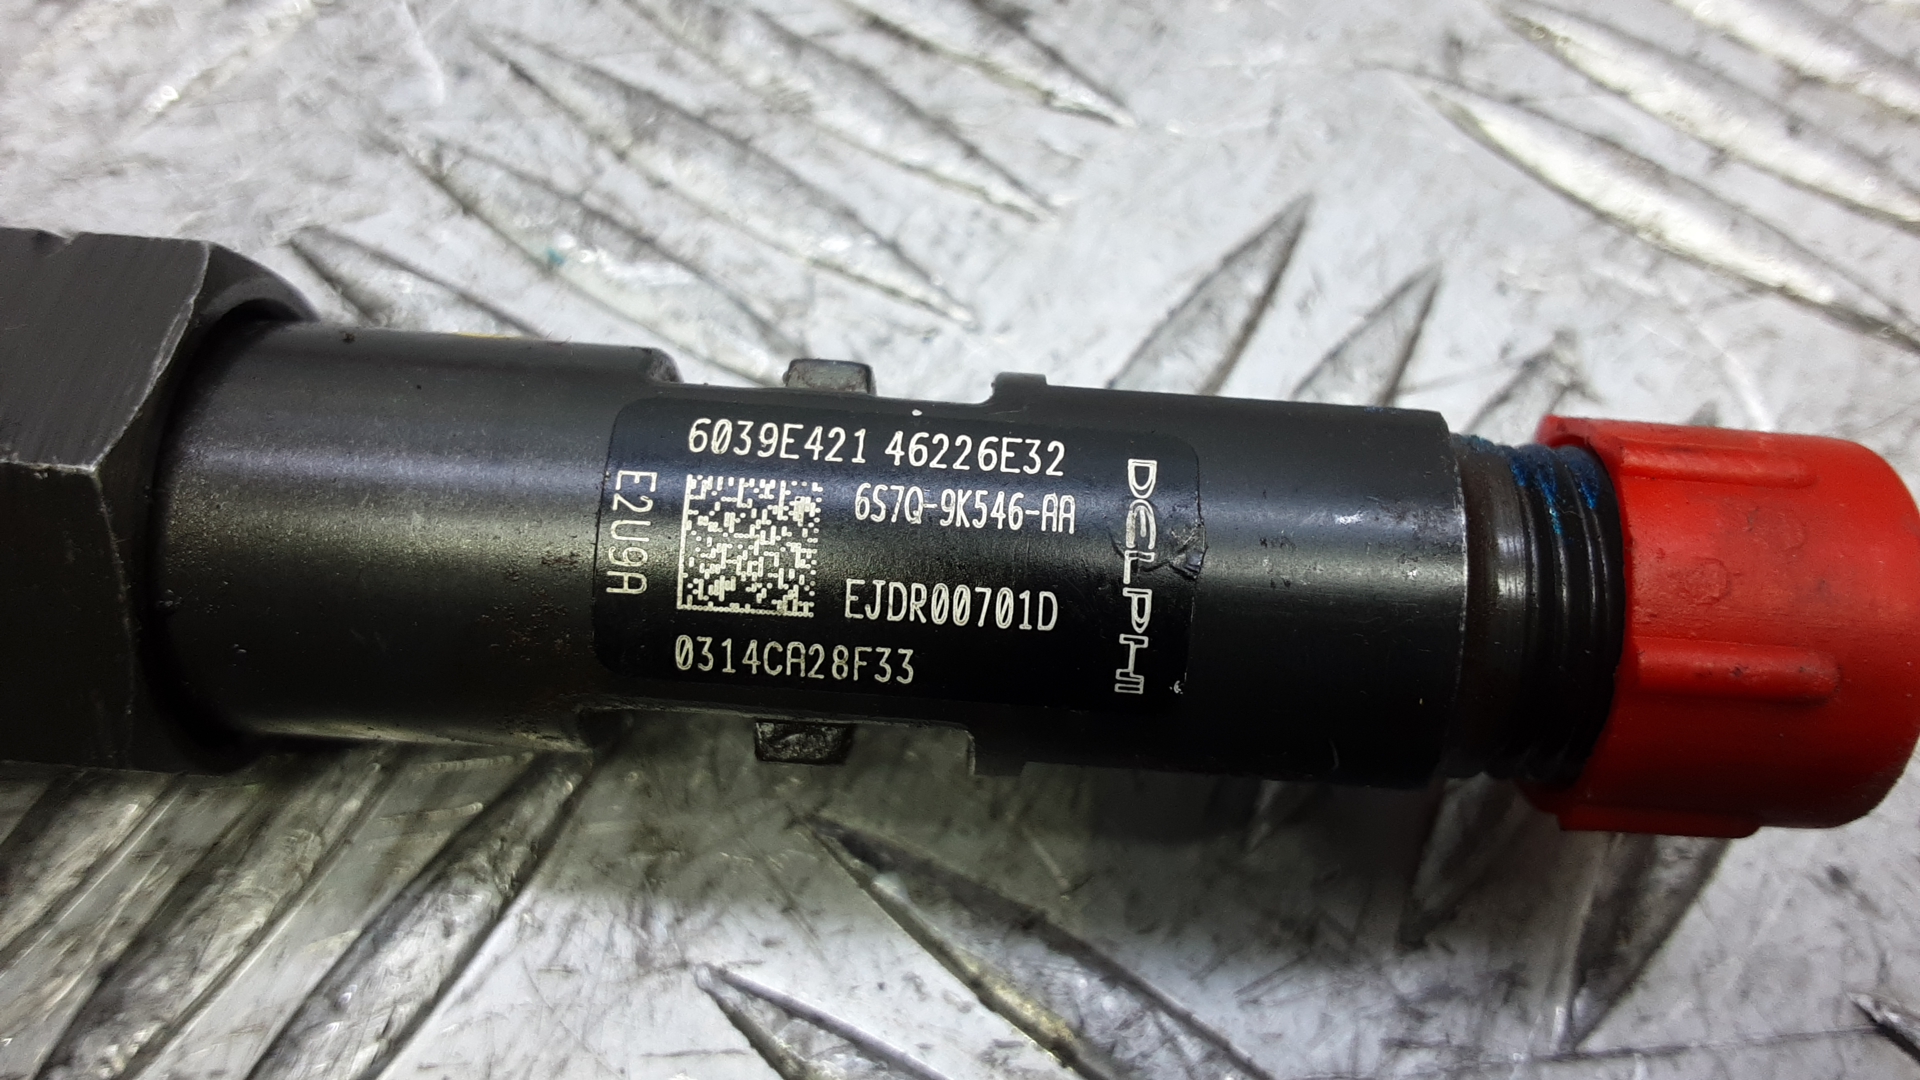 6039E421 46226E32
6S7Q-9K546-AA
EJDR00701D
0314CA28F33
E2U9A
DELPHI